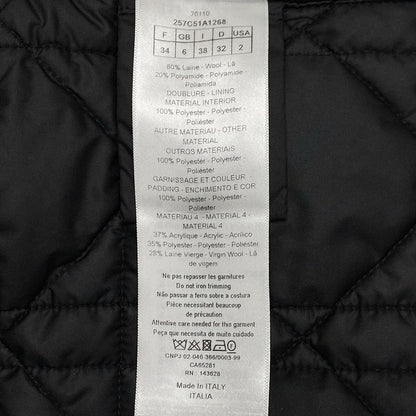 76110
257C51A1268
F GB I D USA
34 6 38 32 2
80% Laine - Wool - Lã
20% Polyamide - Polyamide -
Poliamida
DOUBLURE - LINING
MATERIAL INTERIOR
100% Polyester - Polyester -
Poliéster
AUTRE MATERIAU - OTHER
MATERIAL
OUTROS MATERIAIS
100% Polyester - Polyester -
Poliéster
GARNISSAGE ET COULEUR
PADDING - ENCHIMENTO E COR
100% Polyester - Polyester -
Poliéster
MATERIAU 4 - MATERIAL 4 -
MATERIAL 4
37% Acrylique - Acrylic - Acrílico
35% Polyester - Polyester - Poliéster
28% Laine Vierge - Virgin Wool - Lã
de virgem
Ne pas repasser les garnitures
Do not iron trimming
Não passar a ferro sobre a costura
Pièce necessitant beaucoup
de précaution
Attentive care needed for this garment
Peça que necessita de muito cuidado
CNPJ 02.046.366/0003-99
CA65281
RN : 143628
Made In ITALY
ITALIA